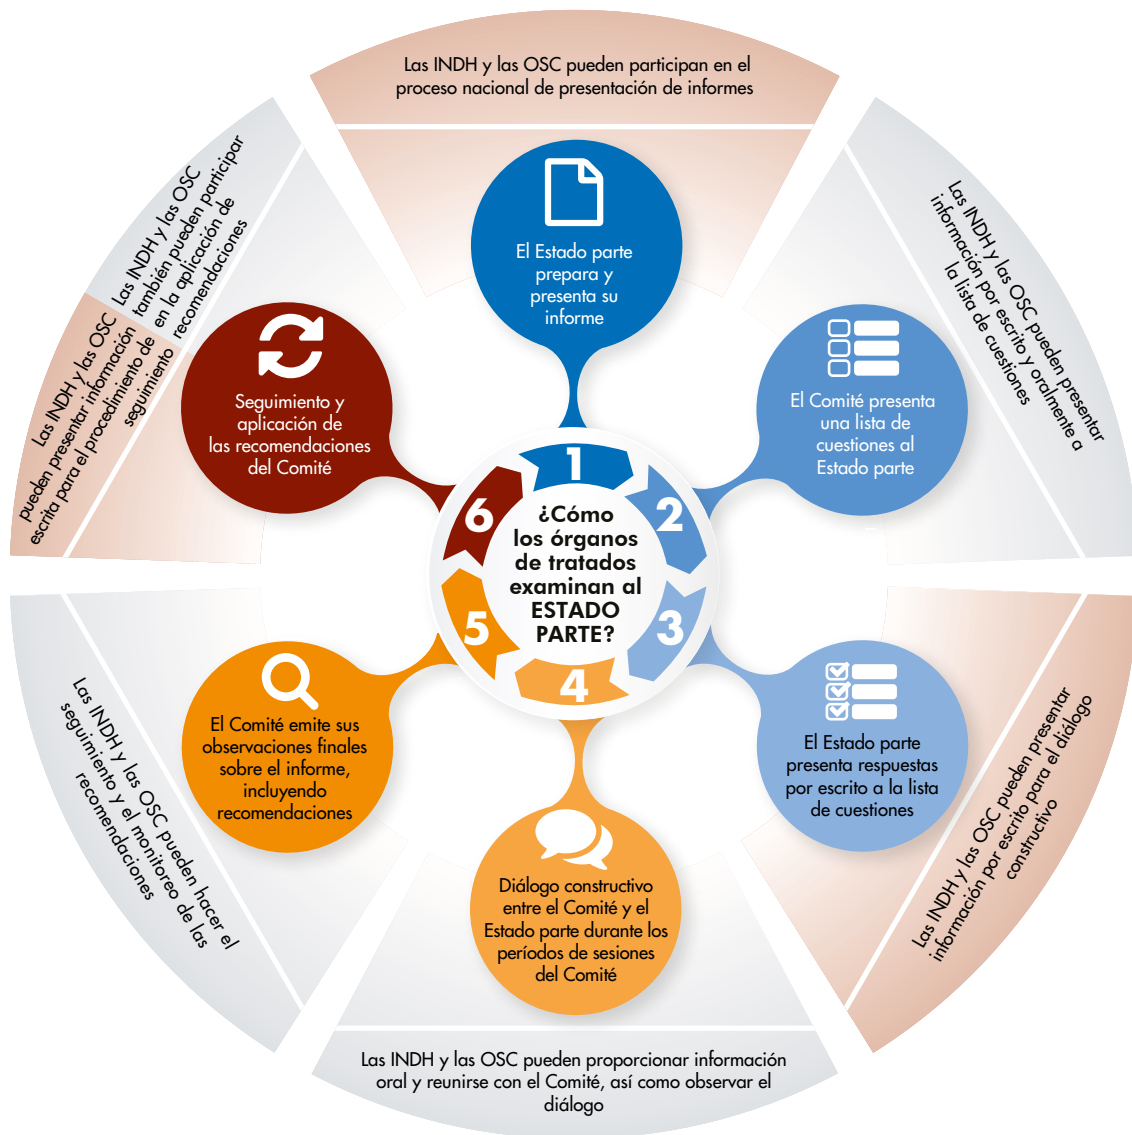 Las INDH y las OSC pueden participan en el
proceso nacional de presentación de informes
El Estado parte
prepara y
presenta su
informe
Las INDH y las OSC pueden presentar
información por escrito y oralmente a
la lista de cuestiones
El Comité presenta
una lista de
cuestiones al
Estado parte
Las INDH y las OSC pueden presentar
información por escrito para el diálogo
constructivo
El Estado parte
presenta respuestas
por escrito a la lista
de cuestiones
Diálogo constructivo
entre el Comité y el
Estado parte durante los
períodos de sesiones
del Comité
Las INDH y las OSC pueden proporcionar información
oral y reunirse con el Comité, así como observar el
diálogo
El Comité emite sus
observaciones finales
sobre el informe,
incluyendo
recomendaciones
Las INDH y las OSC pueden hacer el
seguimiento y el monitoreo de las
recomendaciones
Seguimiento y
aplicación de
las recomendaciones
del Comité
Las INDH y las OSC
pueden presentar información
escrita para el procedimiento de
seguimiento
Las INDH y las OSC
también pueden participar
en la aplicación de
recomendaciones
1
2
3
4
5
6
¿Cómo
los órganos
de tratados
examinan al
ESTADO
PARTE?